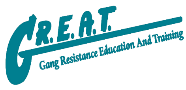 G.R.E.A.T.
Gang Resistance Education And Training